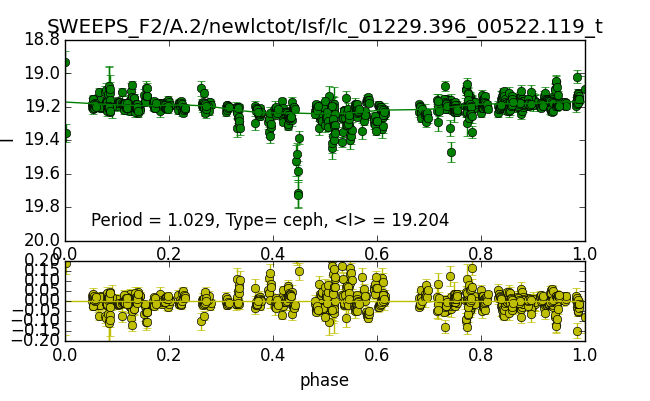 SWEEPS_F2/A.2/newlctot/Isf/lc_01229.396_00522.119_t
18.8
19.0
19.2
19.4
19.6
19.8
20.0
I
Period = 1.029, Type= ceph, <I> = 19.204
0.0 0.2 0.4 0.6 0.8 1.0
0.20
0.15
0.10
0.05
0.00
−0.05
−0.10
−0.15
−0.20
0.0 0.2 0.4 0.6 0.8 1.0
phase